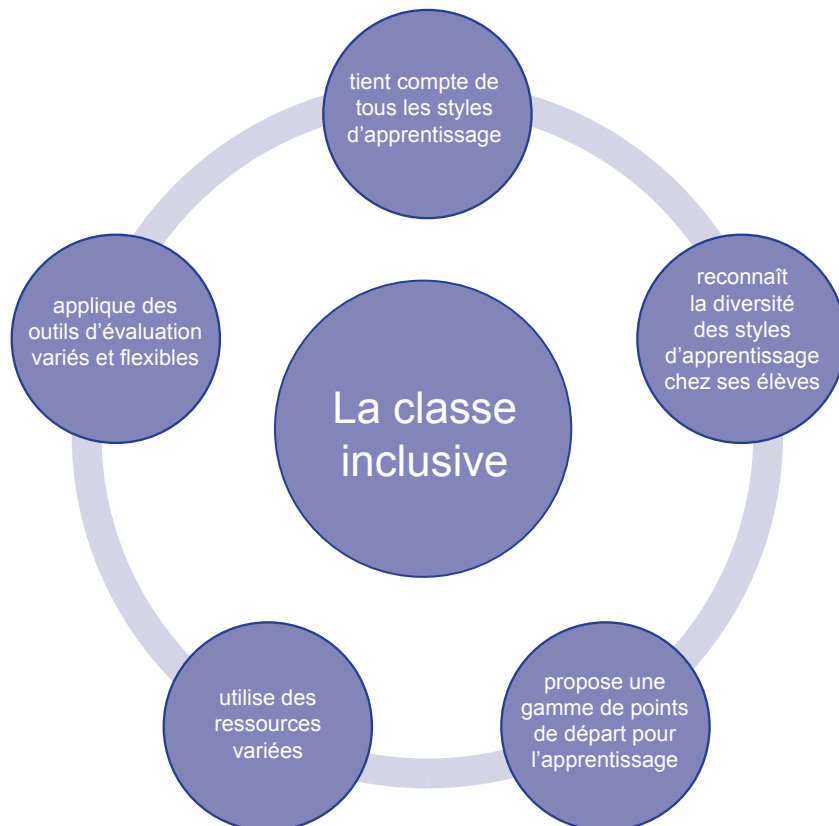 tient compte de
tous les styles
d’apprentissage
reconnaît
la diversité
des styles
d’apprentissage
chez ses élèves
propose une
gamme de points
de départ pour
l’apprentissage
utilise des
ressources
variées
applique des
outils d’évaluation
variés et flexibles
La classe
inclusive